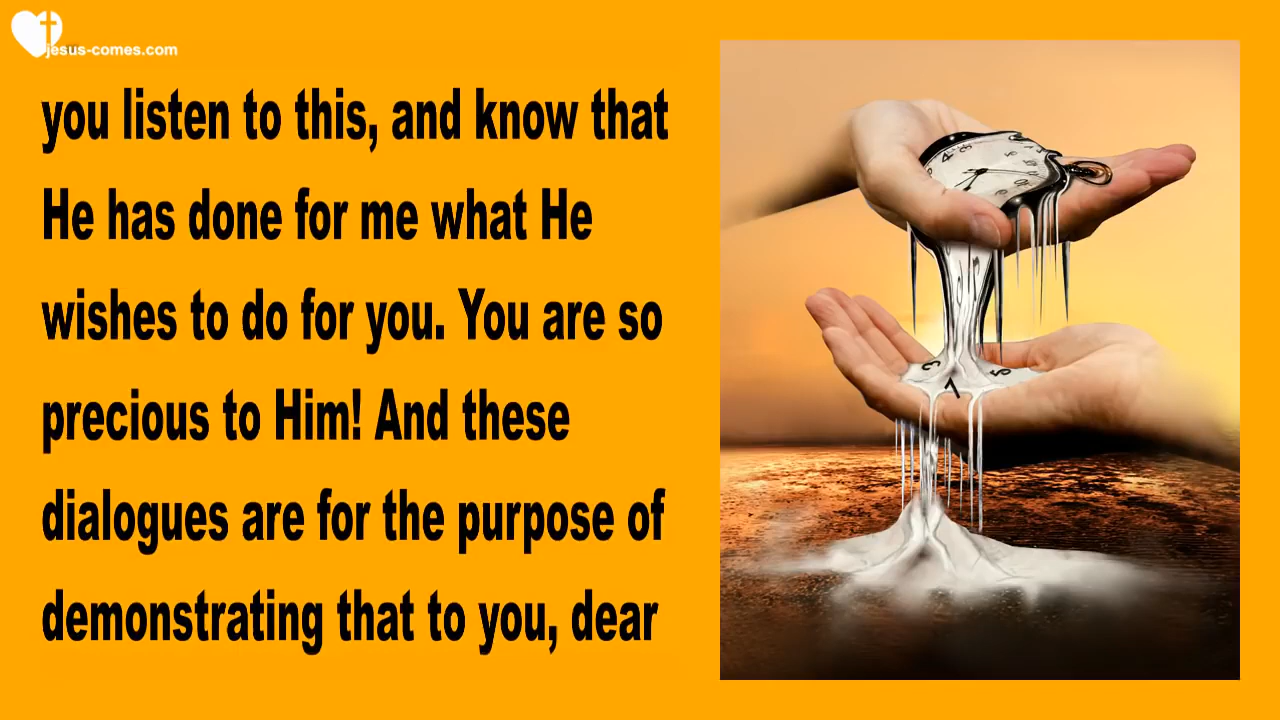 jesus-comes.com
you listen to this, and know that
He has done for me what He
wishes to do for you. You are so
precious to Him! And these
dialogues are for the purpose of
demonstrating that to you, dear